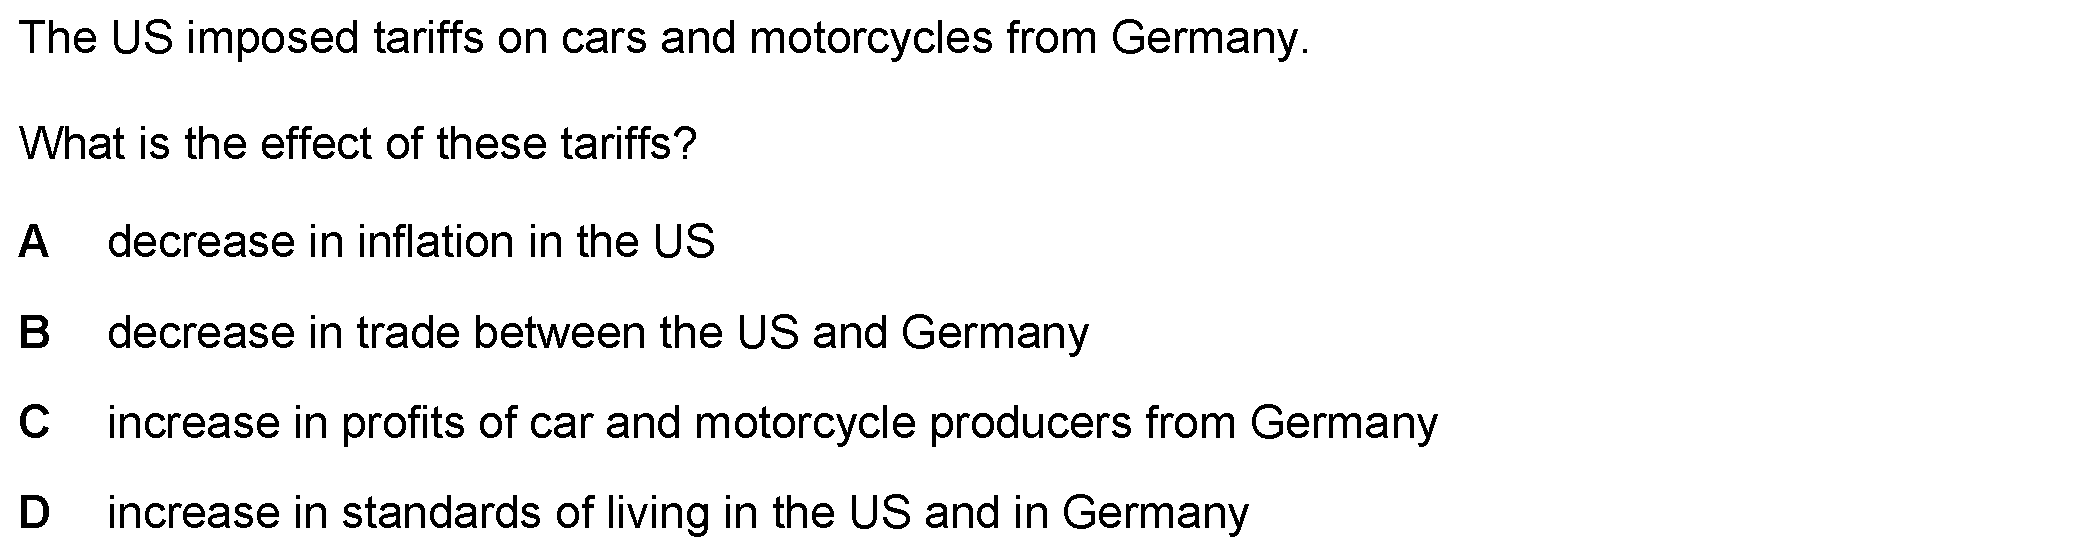 The US imposed tariffs on cars and motorcycles from Germany.
What is the effect of these tariffs?
A decrease in inflation in the US
B decrease in trade between the US and Germany
C increase in profits of car and motorcycle producers from Germany
D increase in standards of living in the US and in Germany